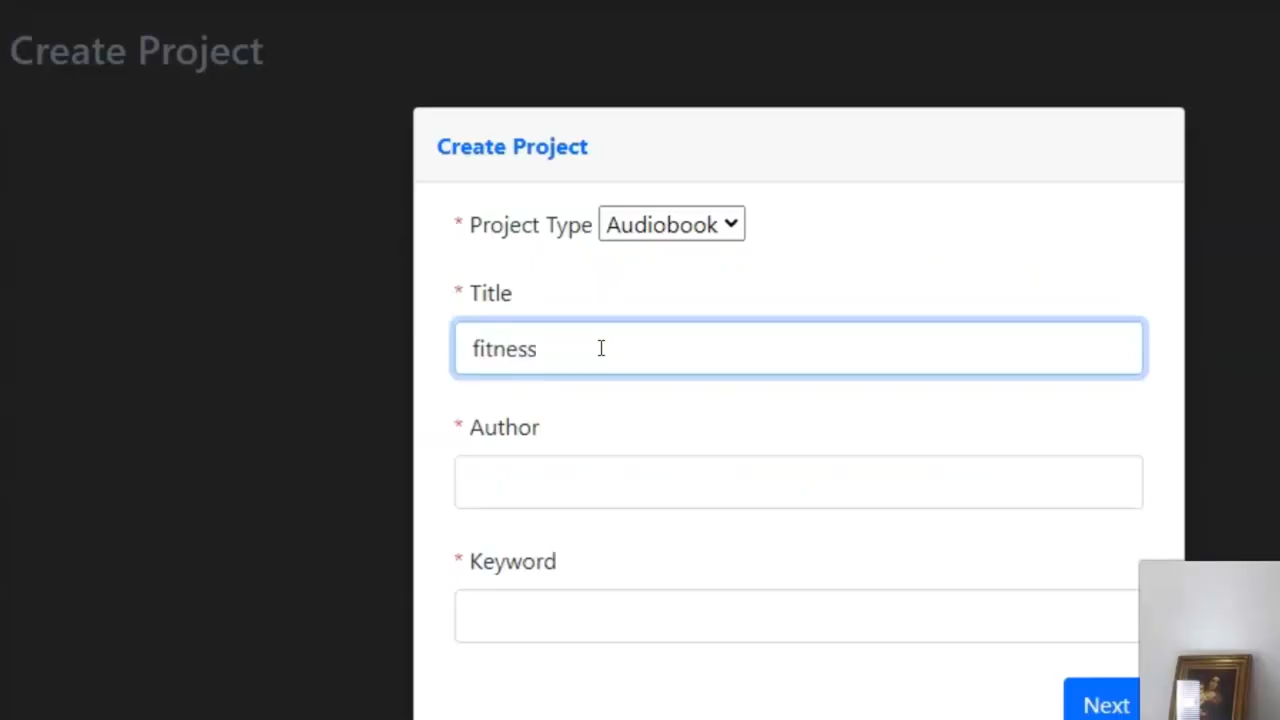 Create Project
Create Project
* Project Type Audiobook
* Title
fitness
* Author
* Keyword
Next